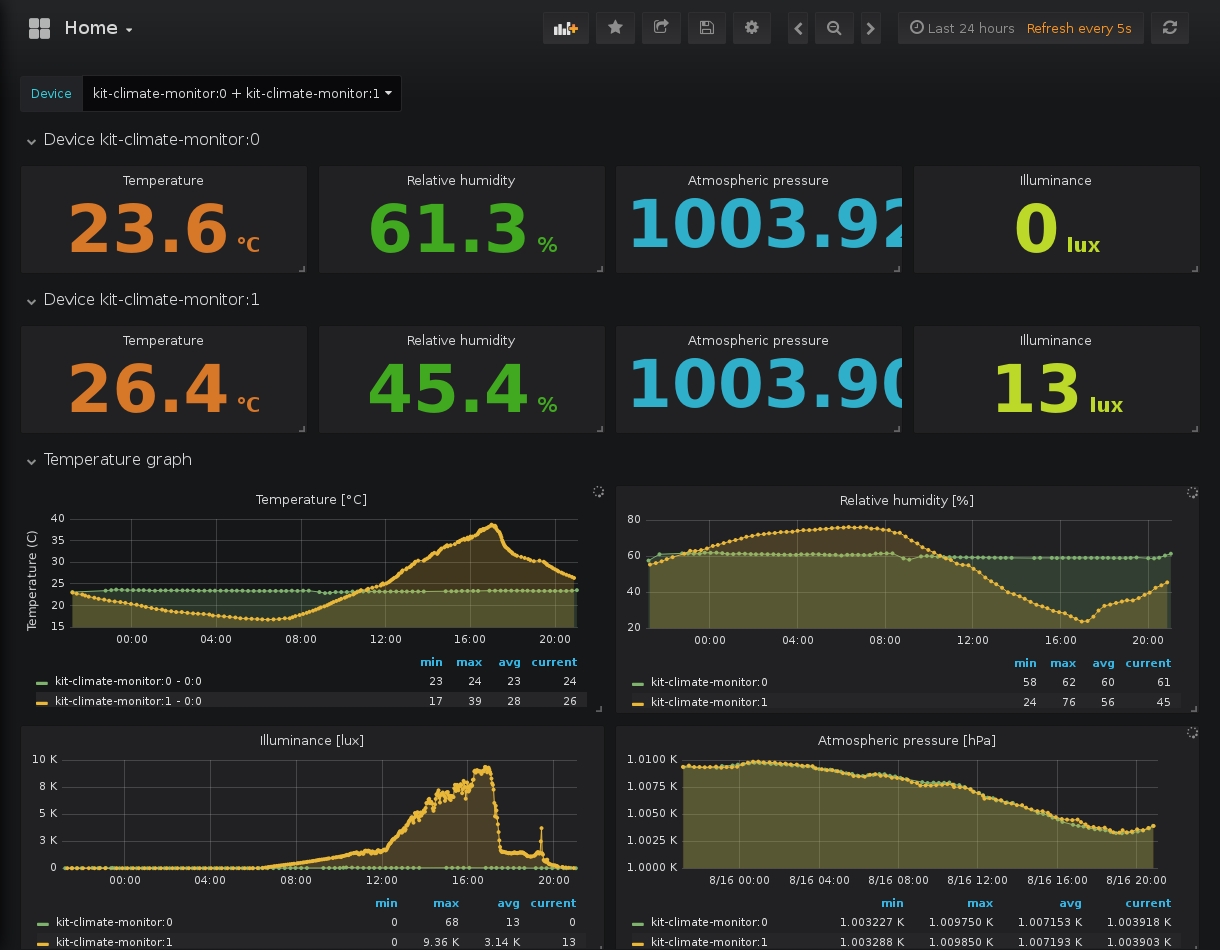 Home
Last 24 hours Refresh every 5s
Device kit-climate-monitor:0 + kit-climate-monitor:1
Device kit-climate-monitor:0
Temperature Relative humidity Atmospheric pressure Illuminance
23.6 °C 61.3 % 1003.92 0 lux
Device kit-climate-monitor:1
Temperature Relative humidity Atmospheric pressure Illuminance
26.4 °C 45.4 % 1003.90 13 lux
Temperature graph
Temperature [°C]
Temperature (C)
40
35
30
25
20
15
00:00 04:00 08:00 12:00 16:00 20:00
min max avg current
kit-climate-monitor:0 - 0:0 23 24 23 24
kit-climate-monitor:1 - 0:0 17 39 28 26
Relative humidity [%]
80
60
40
20
00:00 04:00 08:00 12:00 16:00 20:00
min max avg current
kit-climate-monitor:0 58 62 60 61
kit-climate-monitor:1 24 76 56 45
Illuminance [lux]
10 K
8 K
5 K
3 K
0
00:00 04:00 08:00 12:00 16:00 20:00
min max avg current
kit-climate-monitor:0 0 68 13 0
kit-climate-monitor:1 0 9.36 K 3.14 K 13
Atmospheric pressure [hPa]
1.0100 K
1.0075 K
1.0050 K
1.0025 K
1.0000 K
8/16 00:00 8/16 04:00 8/16 08:00 8/16 12:00 8/16 16:00 8/16 20:00
min max avg current
kit-climate-monitor:0 1.003227 K 1.009750 K 1.007153 K 1.003918 K
kit-climate-monitor:1 1.003288 K 1.009850 K 1.007193 K 1.003903 K